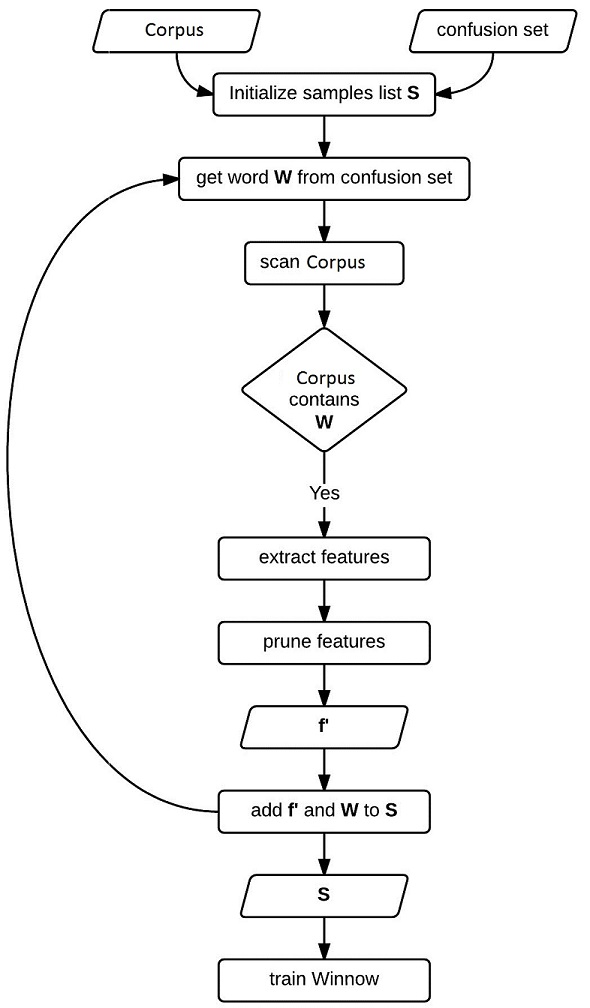 Corpus
confusion set
Initialize samples list S
get word W from confusion set
scan Corpus
Corpus
contains
W
Yes
extract features
prune features
f'
add f' and W to S
S
train Winnow